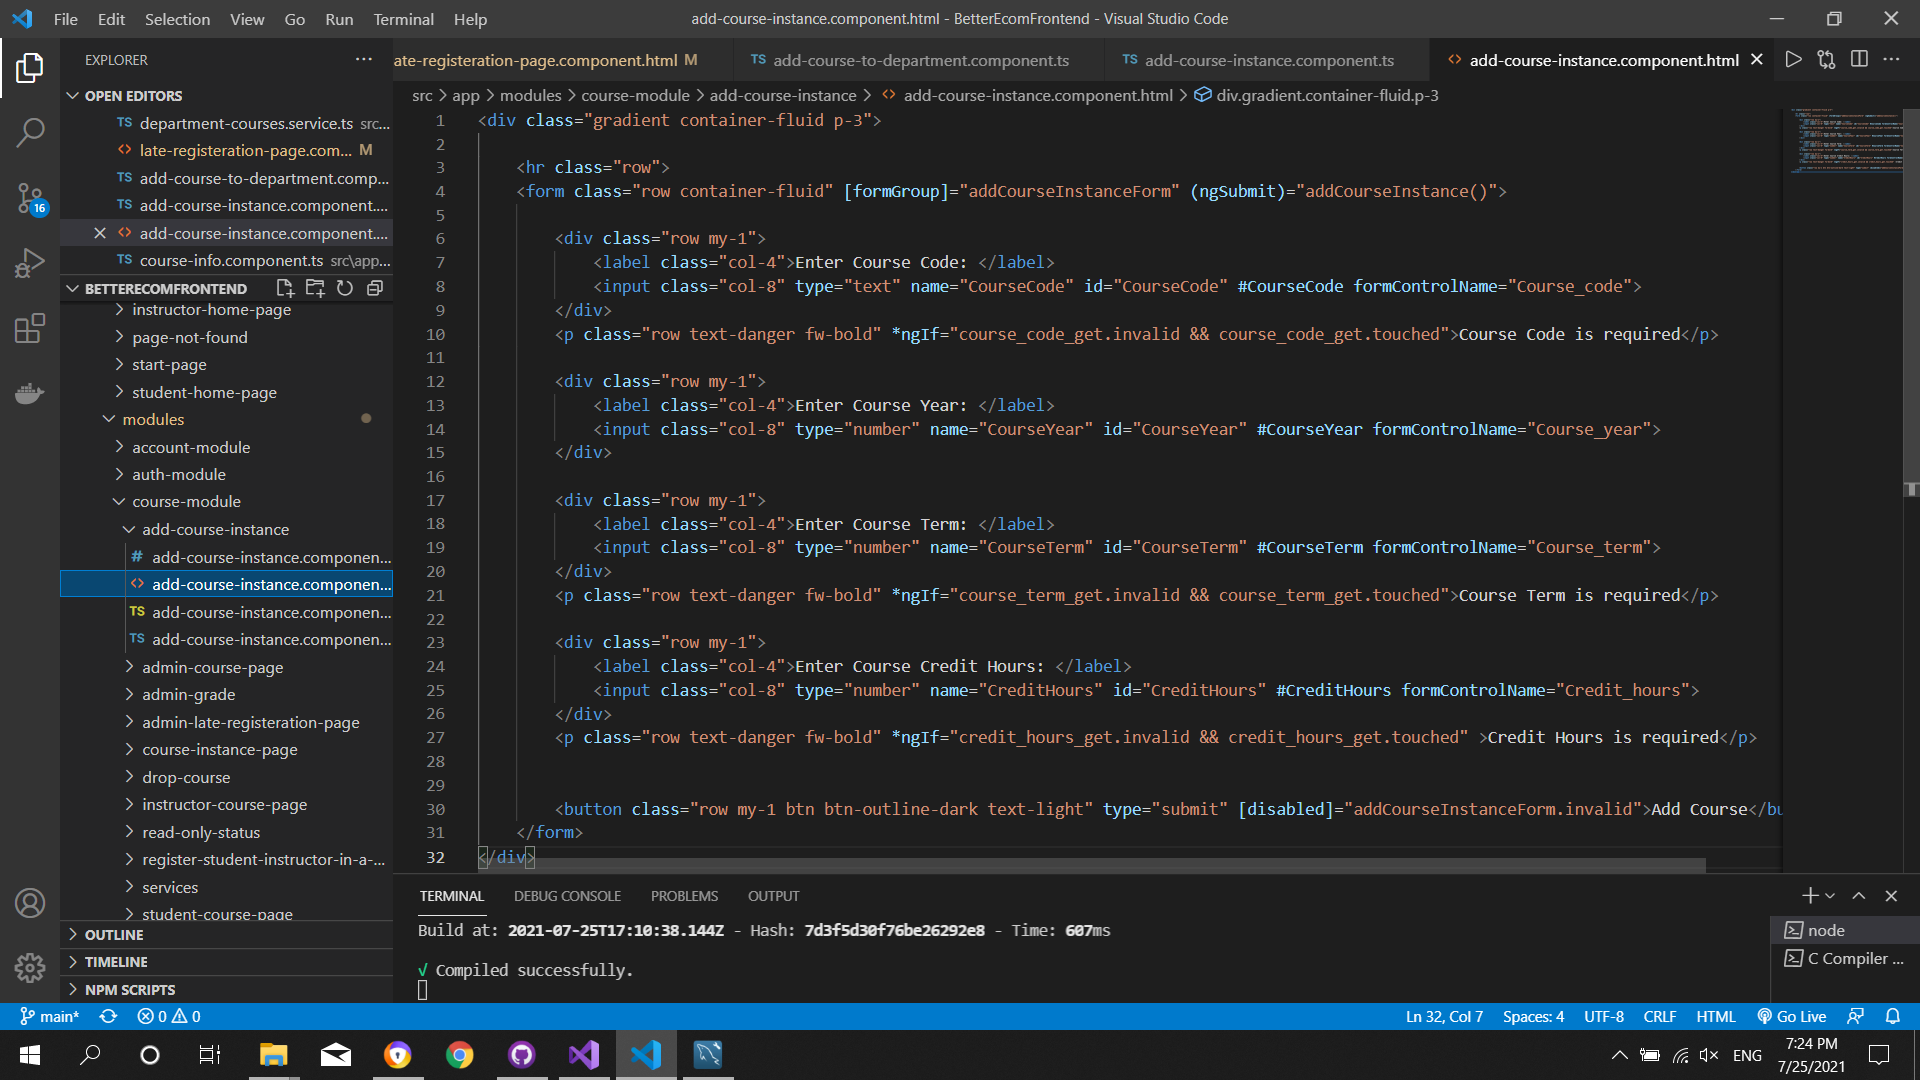 File Edit Selection View Go Run Terminal Help
add-course-instance.component.html - BetterEcomFrontend - Visual Studio Code
EXPLORER
OPEN EDITORS
TS department-courses.service.ts src...
<> late-registeration-page.com... M
TS add-course-to-department.comp...
TS add-course-instance.component....
<> add-course-instance.component....
TS course-info.component.ts src\app...
BETTERECOMFRONTEND
instructor-home-page
page-not-found
start-page
student-home-page
modules
account-module
auth-module
course-module
add-course-instance
# add-course-instance.componen...
<> add-course-instance.componen...
TS add-course-instance.componen...
TS add-course-instance.componen...
admin-course-page
admin-grade
admin-late-registeration-page
course-instance-page
drop-course
instructor-course-page
read-only-status
register-student-instructor-in-a-...
services
student-course-page
OUTLINE
TIMELINE
NPM SCRIPTS
16
ate-registeration-page.component.html M
TS add-course-to-department.component.ts
TS add-course-instance.component.ts
<> add-course-instance.component.html
src > app > modules > course-module > add-course-instance > <> add-course-instance.component.html > div.gradient.container-fluid.p-3
1 <div class="gradient container-fluid p-3">
2
3 <hr class="row">
4 <form class="row container-fluid" [formGroup]="addCourseInstanceForm" (ngSubmit)="addCourseInstance()">
5
6 <div class="row my-1">
7 <label class="col-4">Enter Course Code: </label>
8 <input class="col-8" type="text" name="CourseCode" id="CourseCode" #CourseCode formControlName="Course_code">
9 </div>
10 <p class="row text-danger fw-bold" *ngIf="course_code_get.invalid && course_code_get.touched">Course Code is required</p>
11
12 <div class="row my-1">
13 <label class="col-4">Enter Course Year: </label>
14 <input class="col-8" type="number" name="CourseYear" id="CourseYear" #CourseYear formControlName="Course_year">
15 </div>
16
17 <div class="row my-1">
18 <label class="col-4">Enter Course Term: </label>
19 <input class="col-8" type="number" name="CourseTerm" id="CourseTerm" #CourseTerm formControlName="Course_term">
20 </div>
21 <p class="row text-danger fw-bold" *ngIf="course_term_get.invalid && course_term_get.touched">Course Term is required</p>
22
23 <div class="row my-1">
24 <label class="col-4">Enter Course Credit Hours: </label>
25 <input class="col-8" type="number" name="CreditHours" id="CreditHours" #CreditHours formControlName="Credit_hours">
26 </div>
27 <p class="row text-danger fw-bold" *ngIf="credit_hours_get.invalid && credit_hours_get.touched" >Credit Hours is required</p>
28
29
30 <button class="row my-1 btn btn-outline-dark text-light" type="submit" [disabled]="addCourseInstanceForm.invalid">Add Course</bu
31 </form>
32 </div>
TERMINAL DEBUG CONSOLE PROBLEMS OUTPUT
Build at: 2021-07-25T17:10:38.144Z - Hash: 7d3f5d30f76be26292e8 - Time: 607ms
√ Compiled successfully.
node
C Compiler ...
main* 0 0
Ln 32, Col 7 Spaces: 4 UTF-8 CRLF HTML Go Live
ENG
7:24 PM
7/25/2021